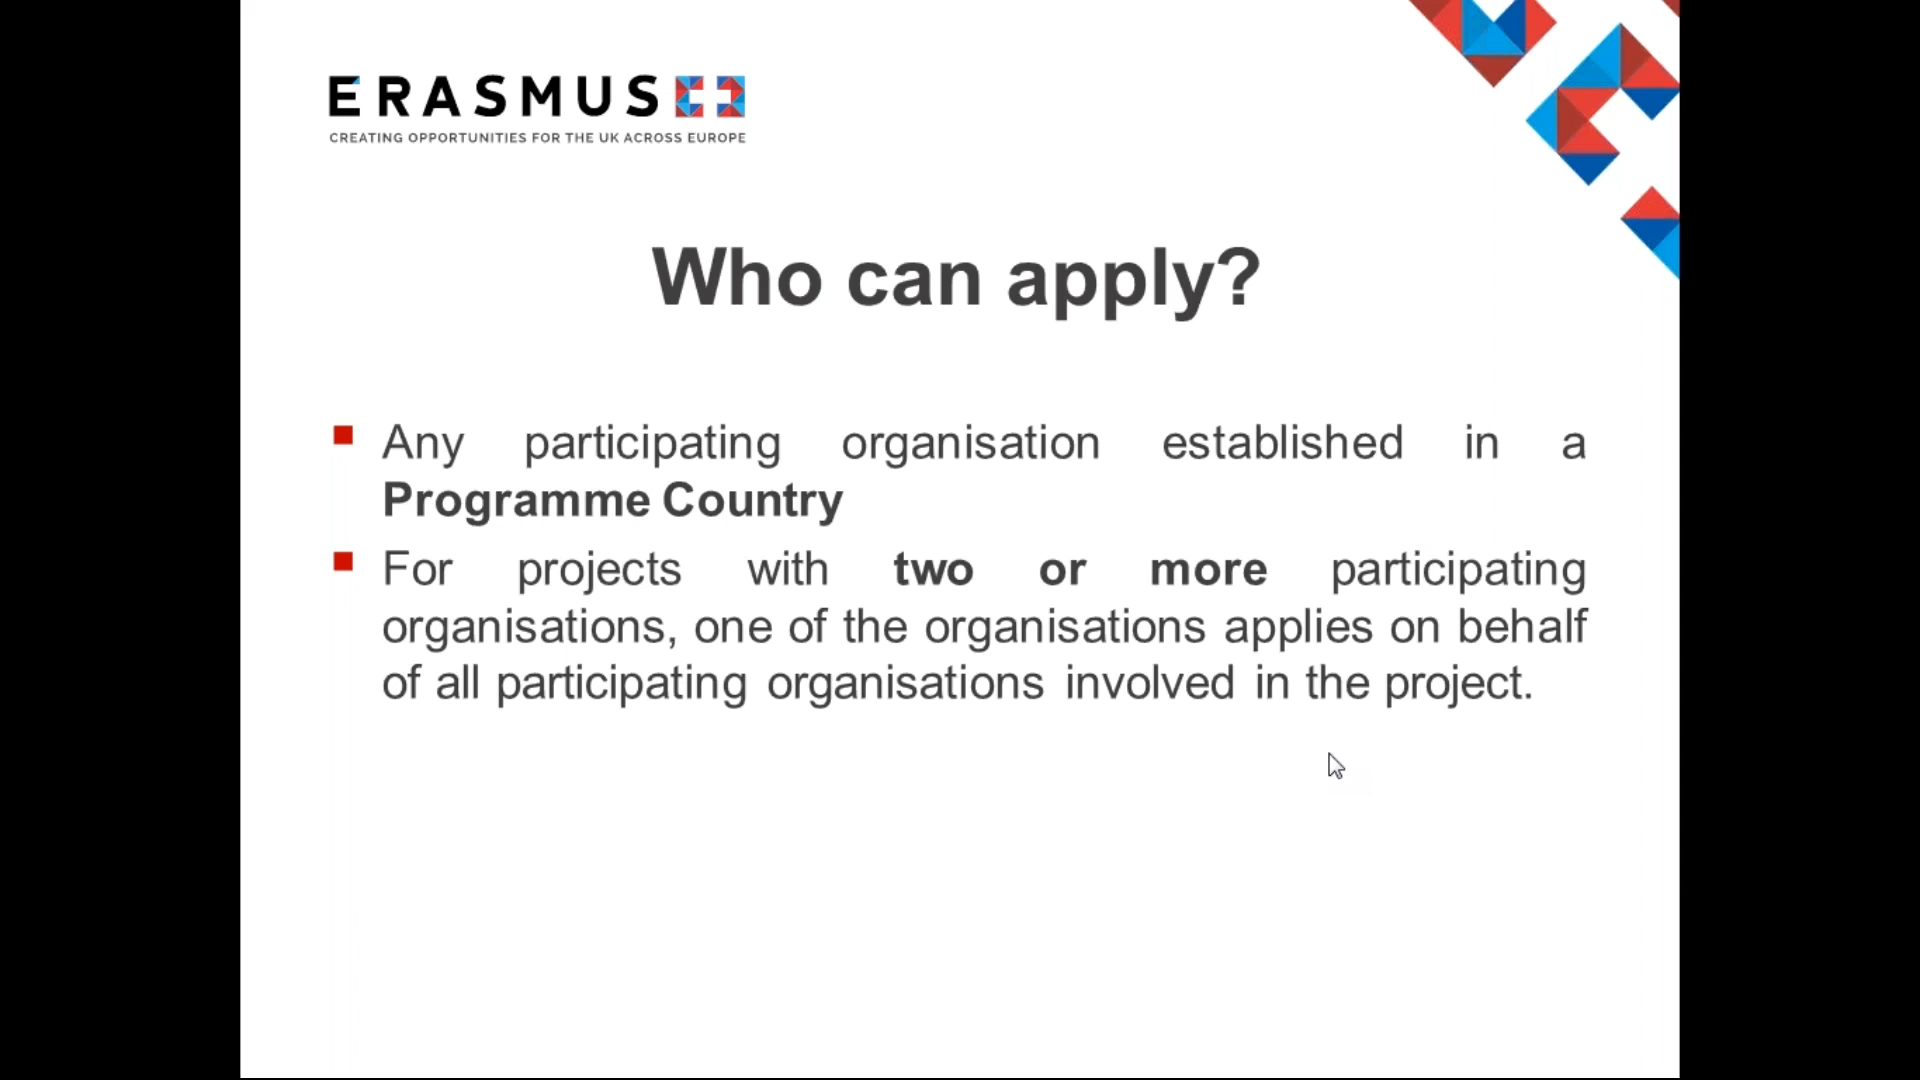 ERASMUS+
CREATING OPPORTUNITIES FOR THE UK ACROSS EUROPE
Who can apply?
Any participating organisation established in a
Programme Country
For projects with two or more participating
organisations, one of the organisations applies on behalf
of all participating organisations involved in the project.